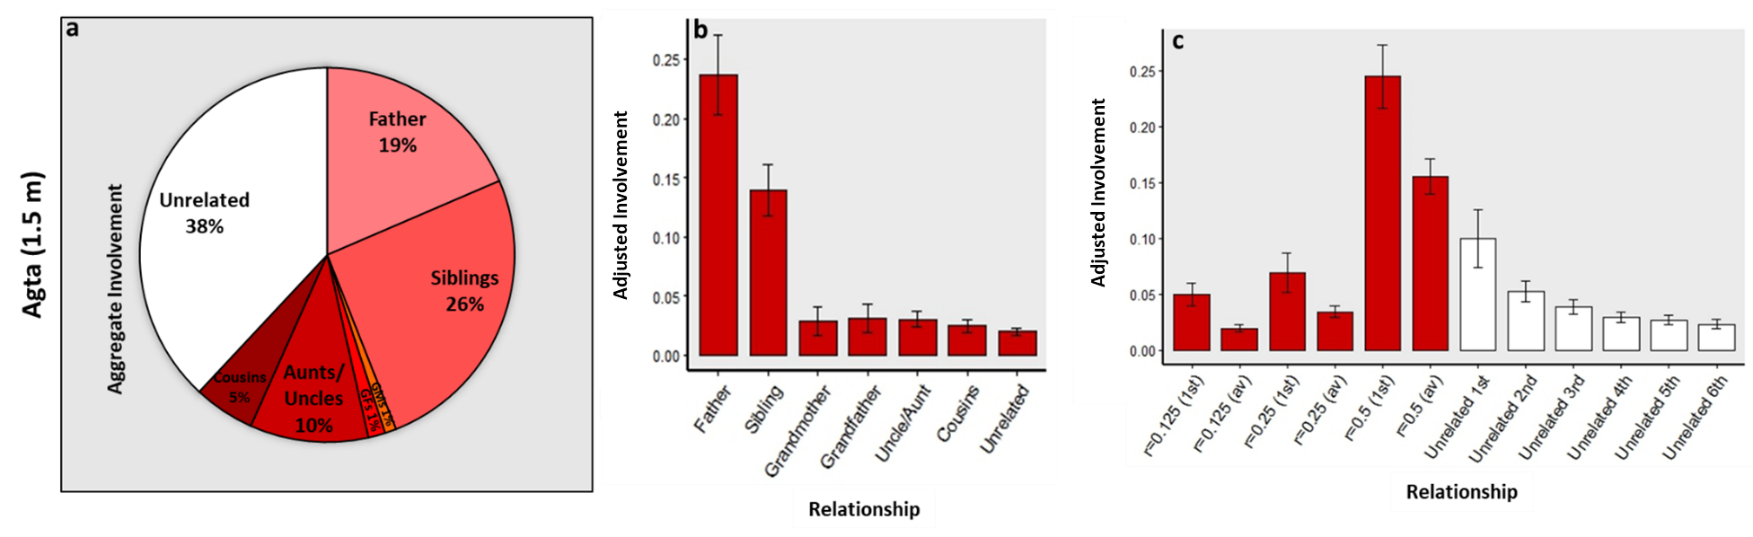 Agta (1.5 m)
a
Aggregate Involvement
Father
19%
Siblings
26%
GMs 1%
GFs 1%
Aunts/
Uncles
10%
Cousins
5%
Unrelated
38%
b
Adjusted Involvement
0.25
0.20
0.15
0.10
0.05
0.00
Father
Sibling
Grandmother
Grandfather
Uncle/Aunt
Cousins
Unrelated
Relationship
c
Adjusted Involvement
0.25
0.20
0.15
0.10
0.05
0.00
r=0.125 (1st)
r=0.125 (av)
r=0.25 (1st)
r=0.25 (av)
r=0.5 (1st)
r=0.5 (av)
Unrelated 1st
Unrelated 2nd
Unrelated 3rd
Unrelated 4th
Unrelated 5th
Unrelated 6th
Relationship